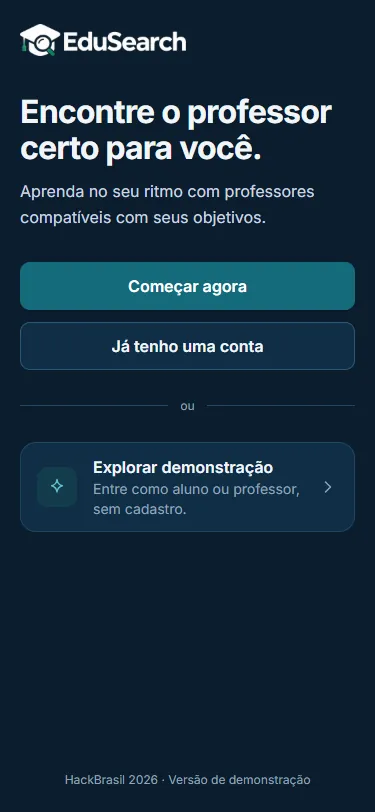 EduSearch
Encontre o professor
certo para você.
Aprenda no seu ritmo com professores
compatíveis com seus objetivos.
Começar agora
Já tenho uma conta
ou
Explorar demonstração
Entre como aluno ou professor,
sem cadastro.
HackBrasil 2026 · Versão de demonstração